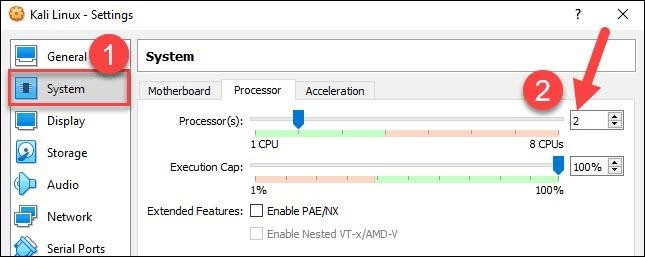 Kali Linux - Settings
? ×
General
1
System
Display
Storage
Audio
Network
Serial Ports
System
Motherboard Processor Acceleration
2
Processor(s): 2
1 CPU 8 CPUs
Execution Cap: 100%
1% 100%
Extended Features: Enable PAE/NX
Enable Nested VT-x/AMD-V